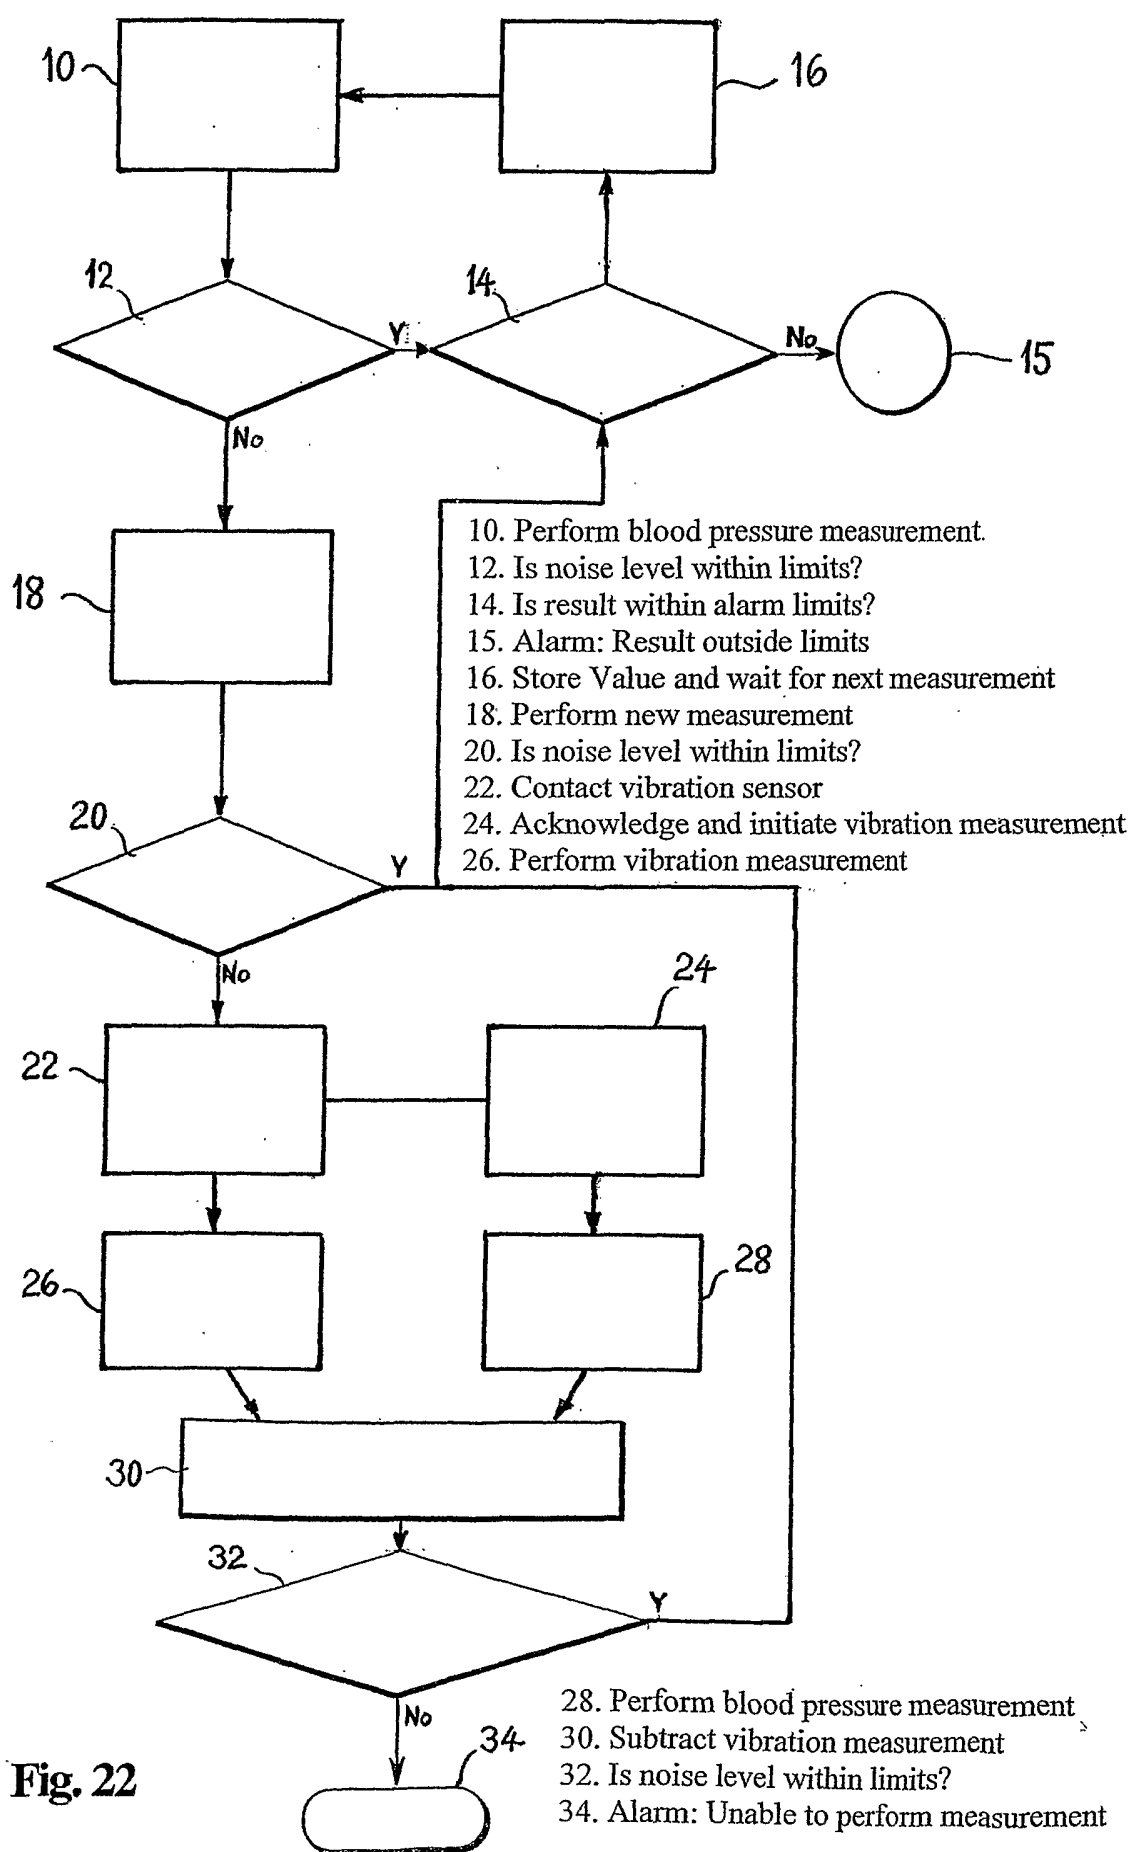 10
16
12
14
Y
No
15
No
10. Perform blood pressure measurement.
12. Is noise level within limits?
14. Is result within alarm limits?
15. Alarm: Result outside limits
16. Store Value and wait for next measurement
18. Perform new measurement
20. Is noise level within limits?
22. Contact vibration sensor
24. Acknowledge and initiate vibration measurement
26. Perform vibration measurement
18
20
Y
No
24
22
26
28
30
32
Y
No
34
28. Perform blood pressure measurement
30. Subtract vibration measurement
32. Is noise level within limits?
34. Alarm: Unable to perform measurement
Fig. 22